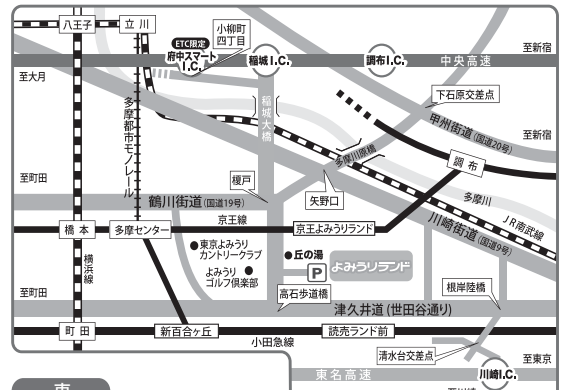 八王子
立川
小柳町
四丁目
ETC限定
府中スマート
I.C.
稲城I.C.
調布I.C.
中央高速
至新宿
至大月
下石原交差点
多摩都市モノレール
稲城大橋
甲州街道(国道20号)
至新宿
多摩川原橋
調布
至町田
榎戸
矢野口
多摩川
鶴川街道(国道19号)
川崎街道(国道9号)
JR南武線
京王線
橋本
多摩センター
京王よみうりランド
横浜線
●東京よみうり
カントリークラブ
●丘の湯
よみうり
ゴルフ倶楽部
P
よみうりランド
至町田
高石歩道橋
根岸陸橋
津久井道(世田谷通り)
町田
新百合ヶ丘
読売ランド前
小田急線
清水台交差点
至東京
東名高速
川崎I.C.